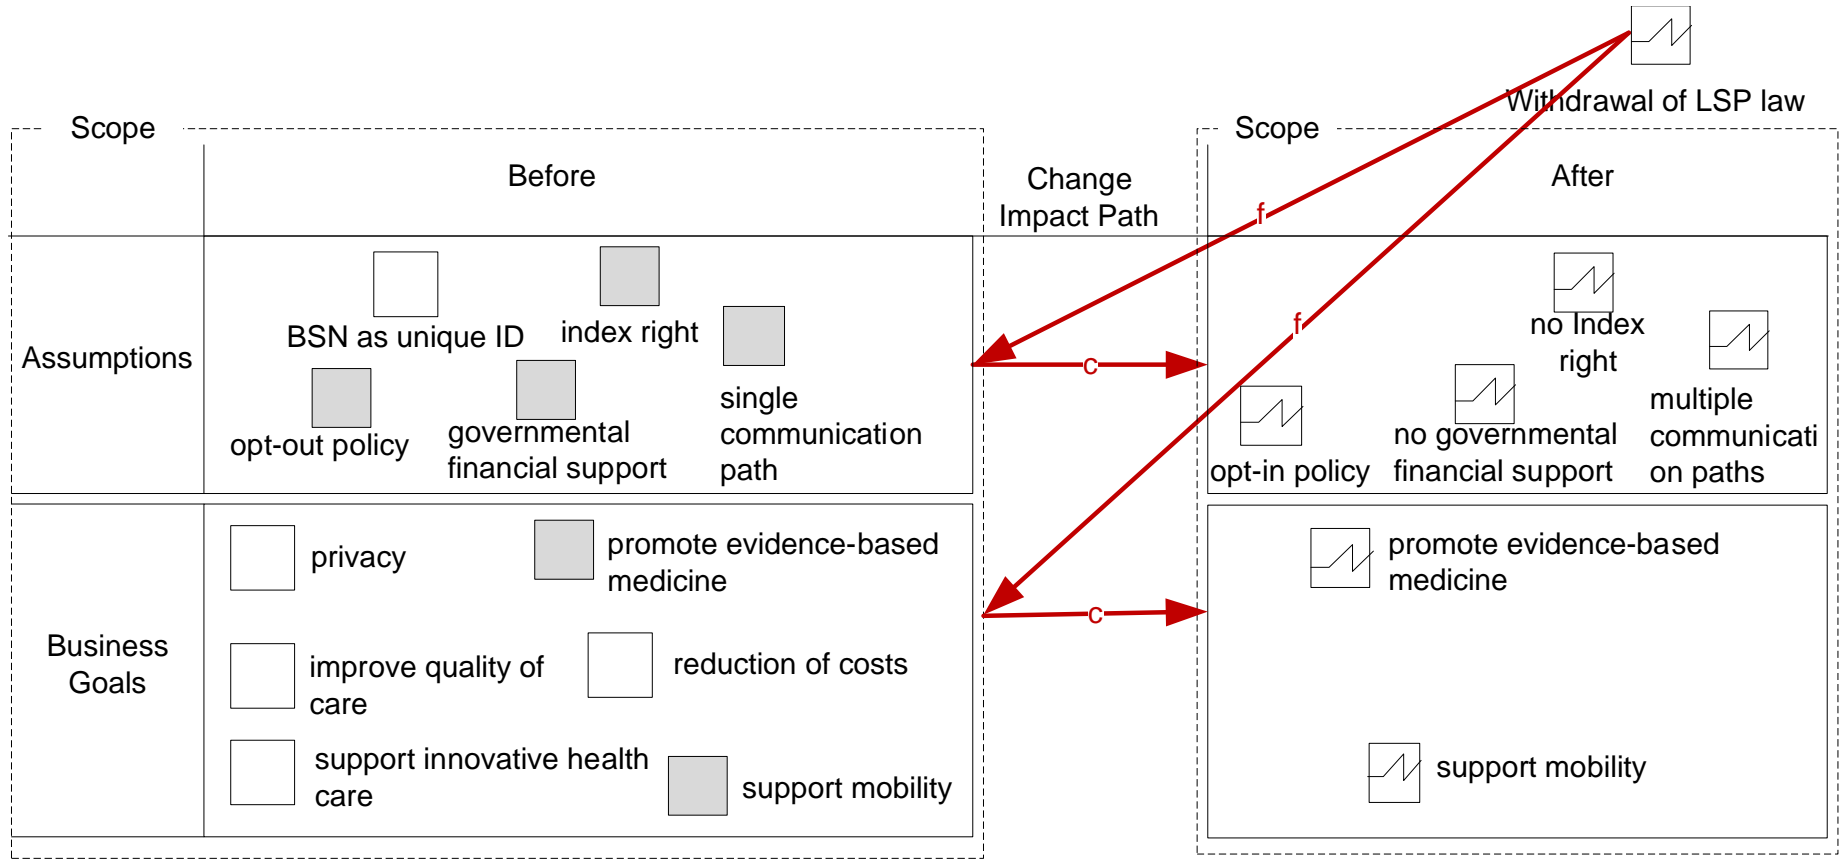 Withdrawal of LSP law
Scope
Scope
Before
Change
Impact Path
After
f
f
Assumptions
BSN as unique ID
index right
opt-out policy
governmental
financial support
single
communication
path
c
no Index
right
opt-in policy
no governmental
financial support
multiple
communicati
on paths
Business
Goals
privacy
promote evidence-based
medicine
improve quality of
care
reduction of costs
support innovative health
care
support mobility
c
promote evidence-based
medicine
support mobility